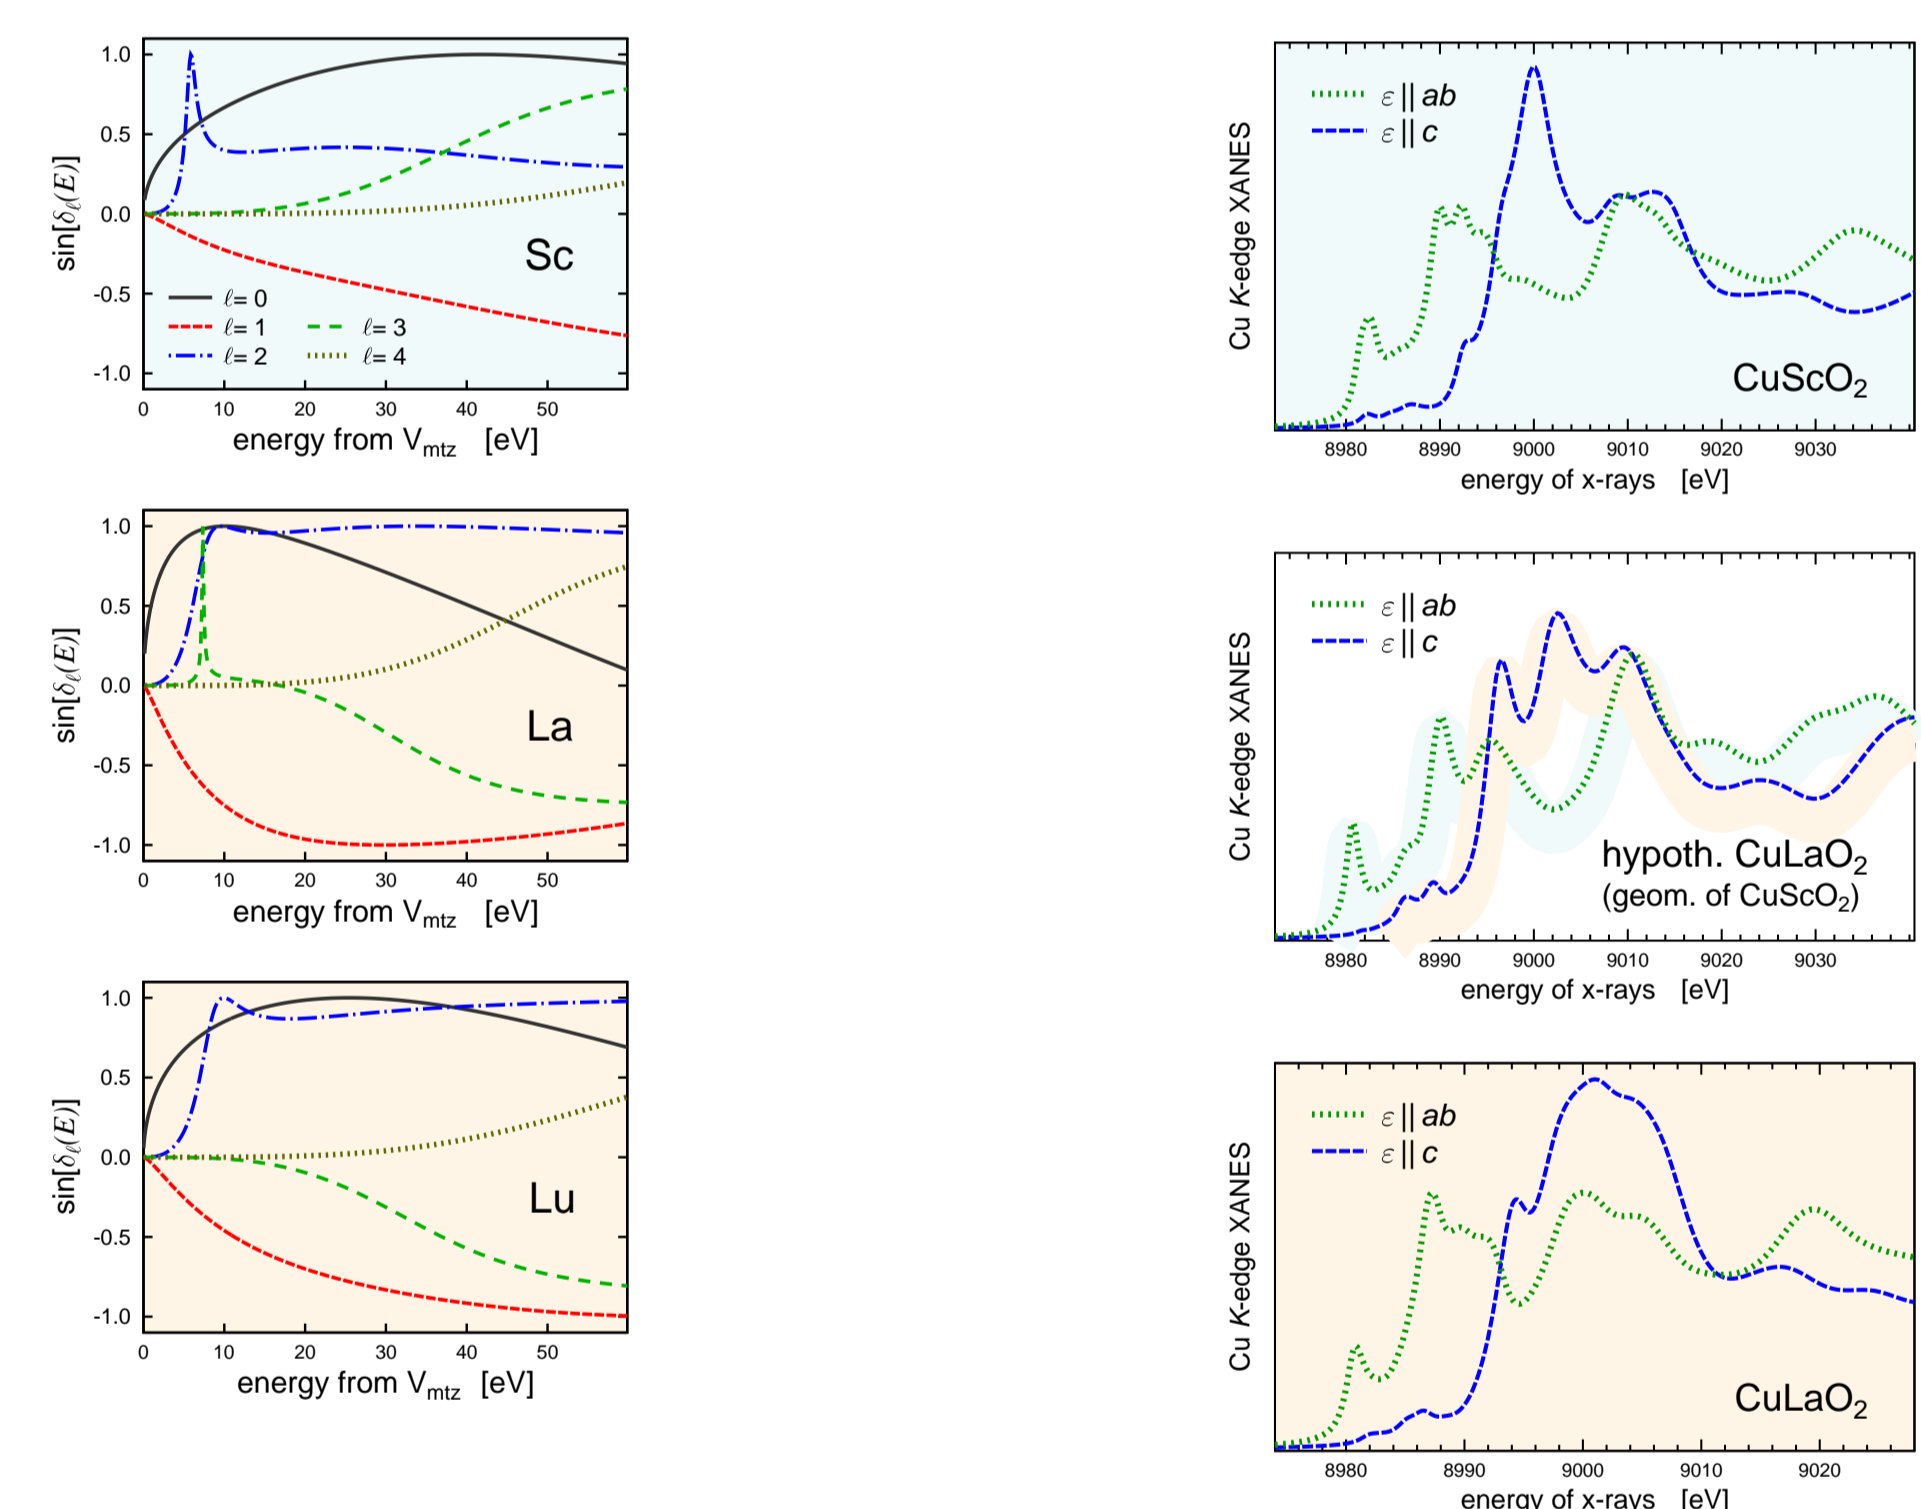 1.0
0.5
0.0
-0.5
-1.0
sin[δℓ(E)]
Sc
ℓ= 0
ℓ= 1
ℓ= 3
ℓ= 2
ℓ= 4
0 10 20 30 40 50
energy from Vmtz [eV]
1.0
0.5
0.0
-0.5
-1.0
sin[δℓ(E)]
La
0 10 20 30 40 50
energy from Vmtz [eV]
1.0
0.5
0.0
-0.5
-1.0
sin[δℓ(E)]
Lu
0 10 20 30 40 50
energy from Vmtz [eV]
Cu K-edge XANES
ε || ab
ε || c
CuScO2
8980 8990 9000 9010 9020 9030
energy of x-rays [eV]
Cu K-edge XANES
ε || ab
ε || c
hypoth. CuLaO2
(geom. of CuScO2)
8980 8990 9000 9010 9020 9030
energy of x-rays [eV]
Cu K-edge XANES
ε || ab
ε || c
CuLaO2
8980 8990 9000 9010 9020
energy of x-rays [eV]